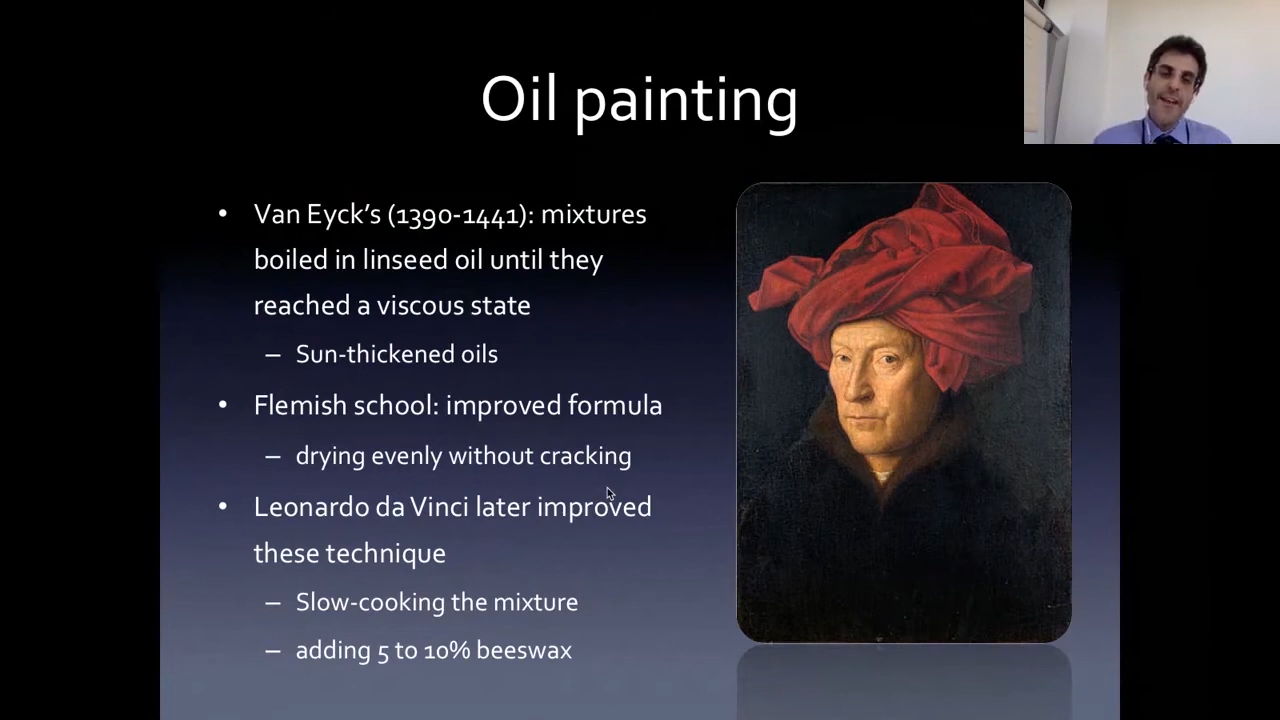 Oil painting
• Van Eyck’s (1390-1441): mixtures
boiled in linseed oil until they
reached a viscous state
– Sun-thickened oils
• Flemish school: improved formula
– drying evenly without cracking
• Leonardo da Vinci later improved
these technique
– Slow-cooking the mixture
– adding 5 to 10% beeswax